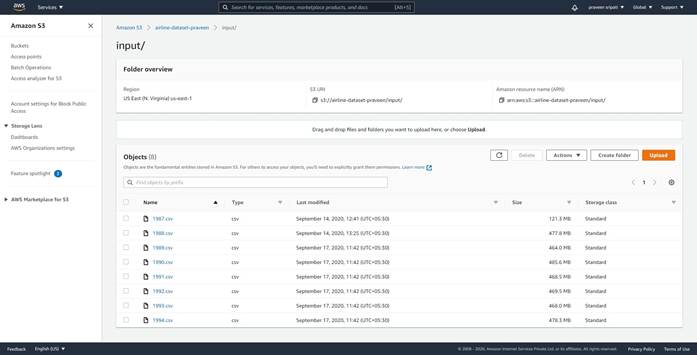 aws
Services
Search for services, features, marketplace products, and docs [Alt+S]
praveen sripati
Global
Support
Amazon S3
Buckets
Access points
Batch Operations
Access analyzer for S3
Account settings for Block Public
Access
Storage Lens
Dashboards
AWS Organizations settings
Feature spotlight 2
AWS Marketplace for S3
Amazon S3 > airline-dataset-praveen > input/
input/
Folder overview
Region
US East (N. Virginia) us-east-1
S3 URI
s3://airline-dataset-praveen/input/
Amazon resource name (ARN)
arn:aws:s3:::airline-dataset-praveen/input/
Drag and drop files and folders you want to upload here, or choose Upload.
Objects (8)
Delete
Actions
Create folder
Upload
Objects are the fundamental entities stored in Amazon S3. For others to access your objects, you'll need to explicitly grant them permissions. Learn more
Find objects by prefix
1
Name Type Last modified Size Storage class
1987.csv csv September 14, 2020, 12:41 (UTC+05:30) 121.3 MB Standard
1988.csv csv September 14, 2020, 13:25 (UTC+05:30) 477.8 MB Standard
1989.csv csv September 17, 2020, 11:42 (UTC+05:30) 464.0 MB Standard
1990.csv csv September 17, 2020, 11:42 (UTC+05:30) 485.6 MB Standard
1991.csv csv September 17, 2020, 11:42 (UTC+05:30) 468.5 MB Standard
1992.csv csv September 17, 2020, 11:42 (UTC+05:30) 469.5 MB Standard
1993.csv csv September 17, 2020, 11:42 (UTC+05:30) 468.0 MB Standard
1994.csv csv September 17, 2020, 11:42 (UTC+05:30) 478.3 MB Standard
Feedback English (US) © 2008 - 2020, Amazon Internet Services Private Ltd. or its affiliates. All rights reserved. Privacy Policy Terms of Use